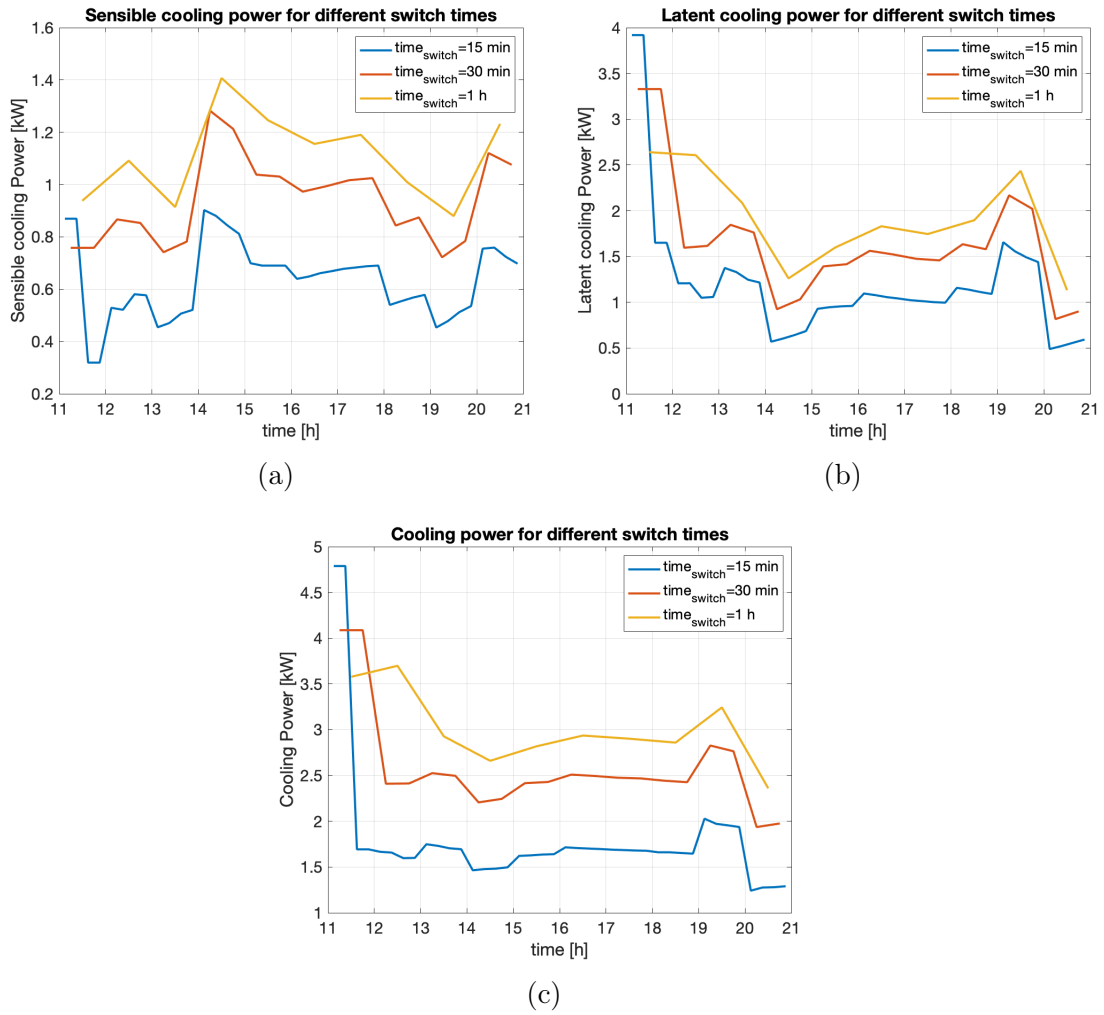 Sensible cooling power for different switch times
1.6
1.4
1.2
1
0.8
0.6
0.4
0.2
Sensible cooling Power [kW]
time_switch=15 min
time_switch=30 min
time_switch=1 h
11 12 13 14 15 16 17 18 19 20 21
time [h]
(a)
Latent cooling power for different switch times
4
3.5
3
2.5
2
1.5
1
0.5
0
Latent cooling Power [kW]
time_switch=15 min
time_switch=30 min
time_switch=1 h
11 12 13 14 15 16 17 18 19 20 21
time [h]
(b)
Cooling power for different switch times
5
4.5
4
3.5
3
2.5
2
1.5
1
Cooling Power [kW]
time_switch=15 min
time_switch=30 min
time_switch=1 h
11 12 13 14 15 16 17 18 19 20 21
time [h]
(c)